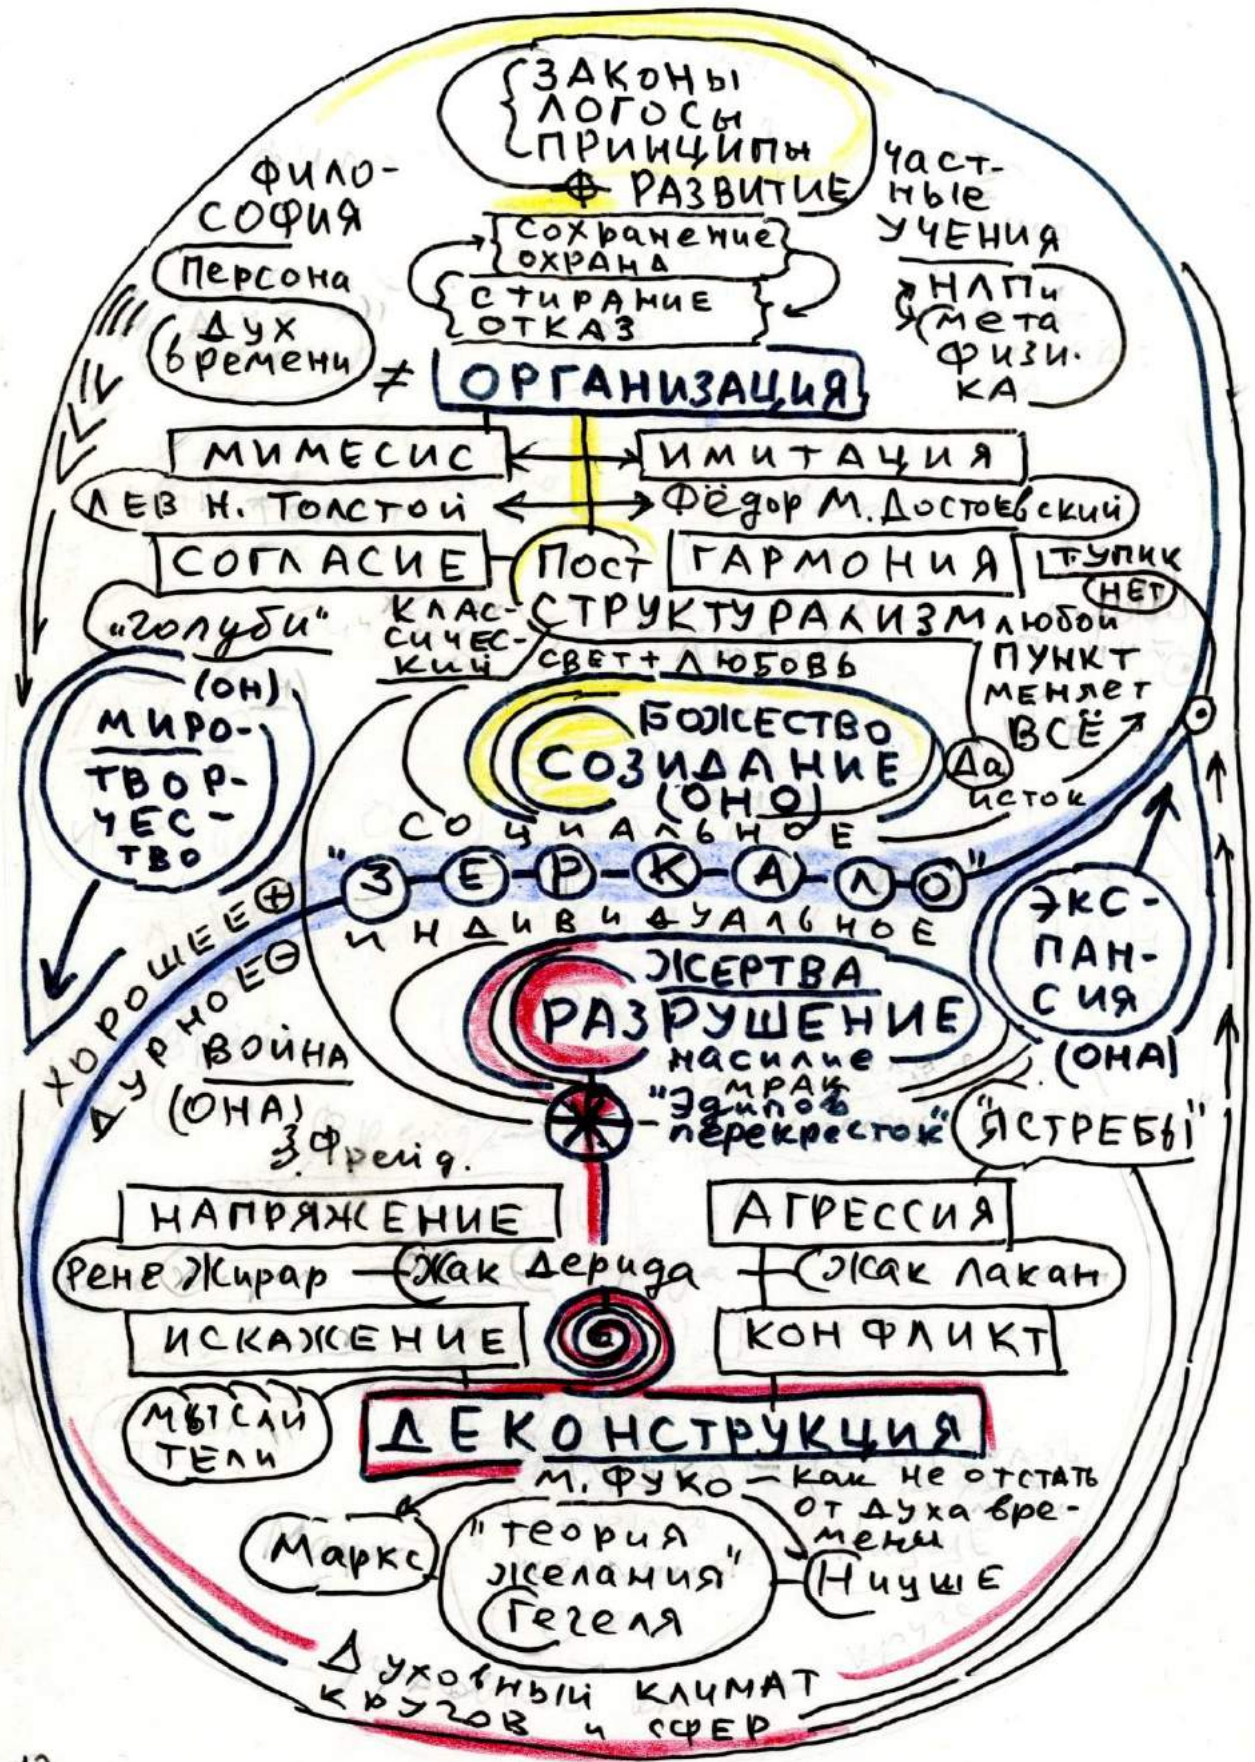 ЗАКОНЫ
ЛОГОСЫ
ПРИНЦИПЫ
РАЗВИТИЕ
ФИЛО-
СОФИЯ
Персона
ДУХ
времени
ЧАСТ-
НЫЕ
УЧЕНИЯ
НЛП и
мета
физи-
КА
сохранение
ОХРАНА
СТИРАНИЕ
ОТКАЗ
≠ ОРГАНИЗАЦИЯ
МИМЕСИС
ИМИТАЦИЯ
ЛЕВ Н. Толстой
Фёдор М. Достоевский
СОГЛАСИЕ
Пост
ГАРМОНИЯ
ТУПИК
НЕТ
"голуби"
КЛАС-
СИЧЕС-
КИЙ
СТРУКТУРАЛИЗМ
любой
ПУНКТ
меняет
ВСЁ
СВЕТ + ЛЮБОВЬ
(ОН)
МИРО-
ТВОР-
ЧЕС-
ТВО
БОЖЕСТВО
СОЗИДАНИЕ
(ОНО)
Да
исток
СОЦИАЛЬНОЕ
"ЗЕРКАЛО"
ИНДИВИДУАЛЬНОЕ
ХОРОШЕЕ +
ДУРНОЕ -
ЭКС-
ПАН-
СИЯ
(ОНА)
ЖЕРТВА
РАЗРУШЕНИЕ
насилие
МРАК
"Эдипов
перекресток"
ВОЙНА
(ОНА)
З. Фрейд.
"ЯСТРЕБЫ"
НАПРЯЖЕНИЕ
АГРЕССИЯ
Рене Жирар
Жак Дерида
Жак Лакан
ИСКАЖЕНИЕ
КОНФЛИКТ
МЫСЛИ
ТЕЛИ
ДЕКОНСТРУКЦИЯ
М. ФУКО – как не отстать
от духа вре-
мени
Маркс
"теория
желания"
Гегеля
Ницше
Духовный климат
кругов и сфер